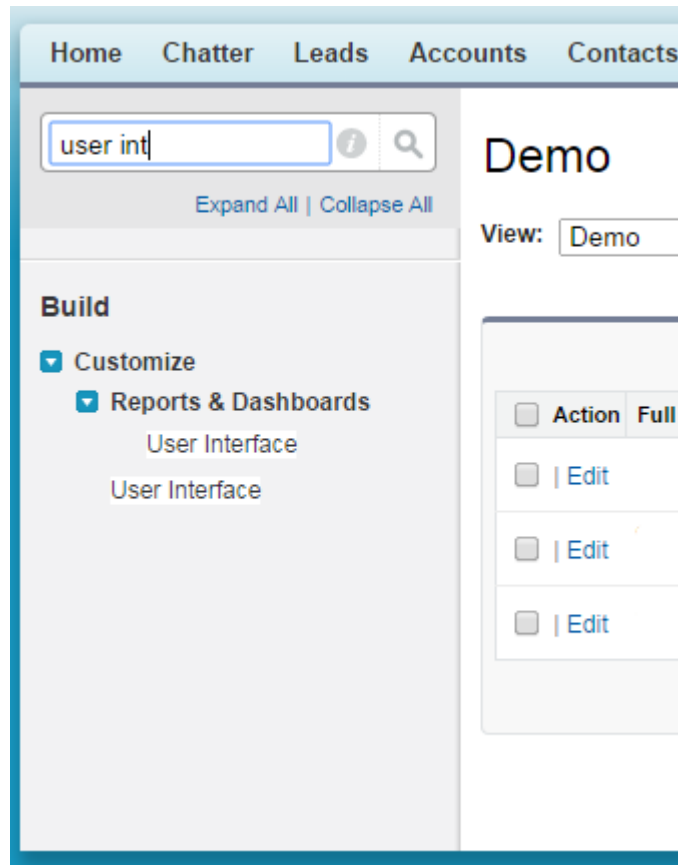 Home Chatter Leads Accounts Contacts
user int
Expand All | Collapse All
Build
Customize
Reports & Dashboards
User Interface
User Interface
Demo
View: Demo
Action Full
| Edit
| Edit
| Edit